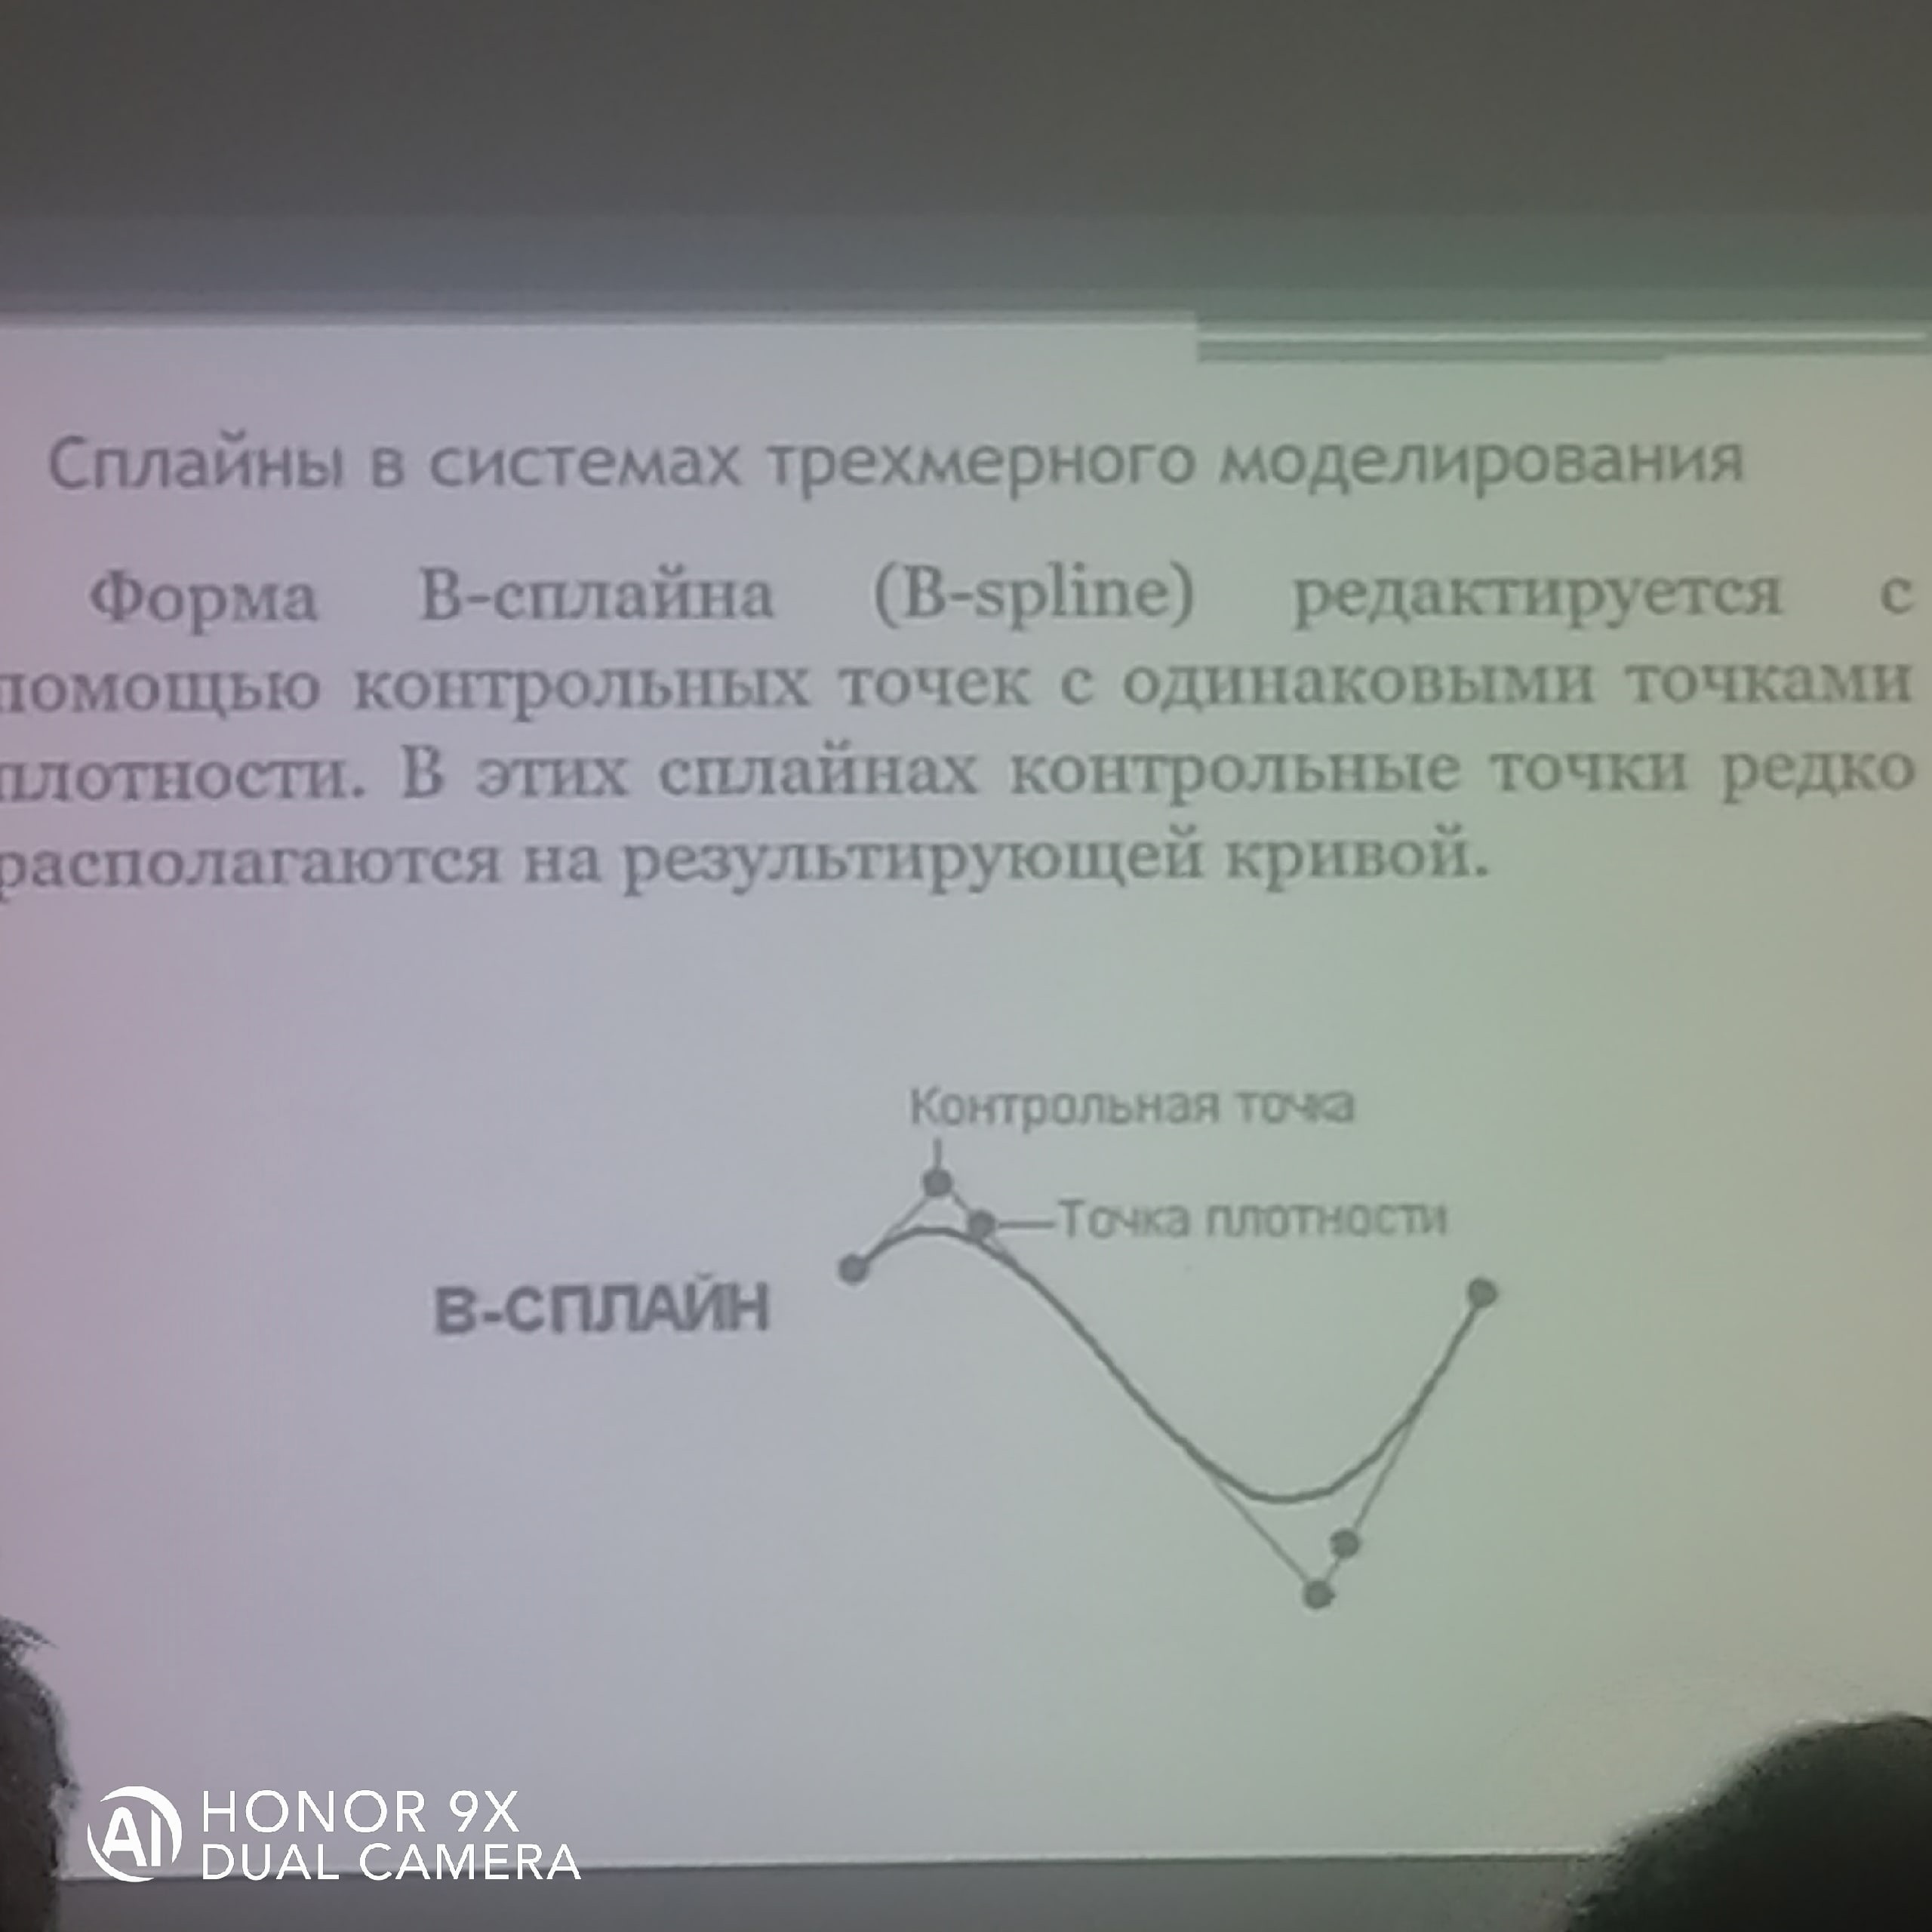 Сплайны в системах трехмерного моделирования
Форма В-сплайна (B-spline) редактируется с
помощью контрольных точек с одинаковыми точками
плотности. В этих сплайнах контрольные точки редко
располагаются на результирующей кривой.
Контрольная точка
Точка плотности
В-СПЛАЙН
AI HONOR 9X
DUAL CAMERA